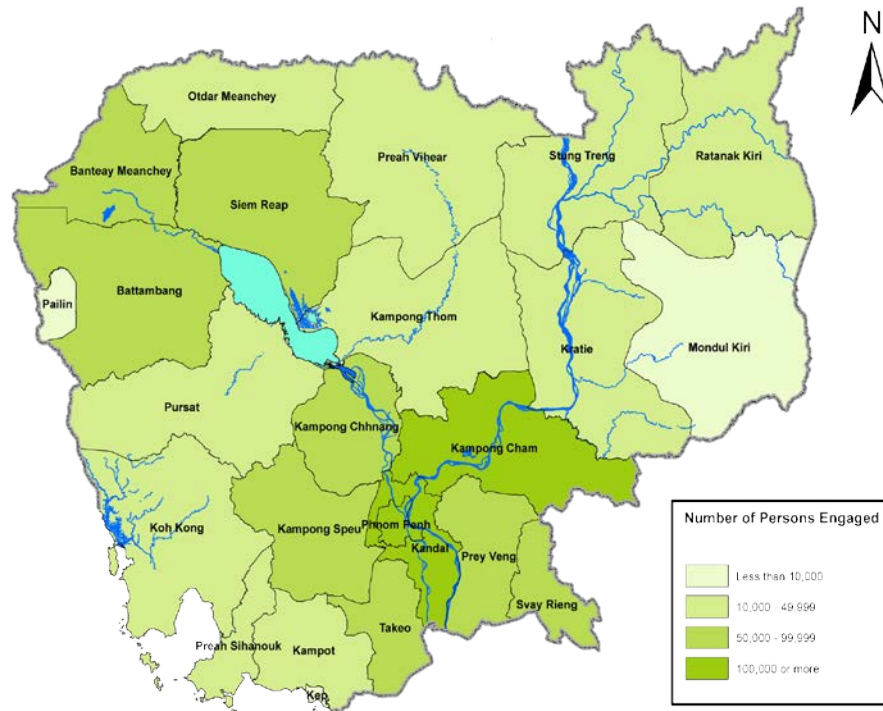 N
Otdar Meanchey
Banteay Meanchey
Preah Vihear
Stung Treng
Ratanak Kiri
Siem Reap
Battambang
Pailin
Kampong Thom
Kratie
Mondul Kiri
Pursat
Kampong Chhnang
Kampong Cham
Koh Kong
Kampong Speu
Phnom Penh
Kandal
Prey Veng
Svay Rieng
Takeo
Preah Sihanouk
Kampot
Kep
Number of Persons Engaged
Less than 10,000
10,000 - 49,999
50,000 - 99,999
100,000 or more